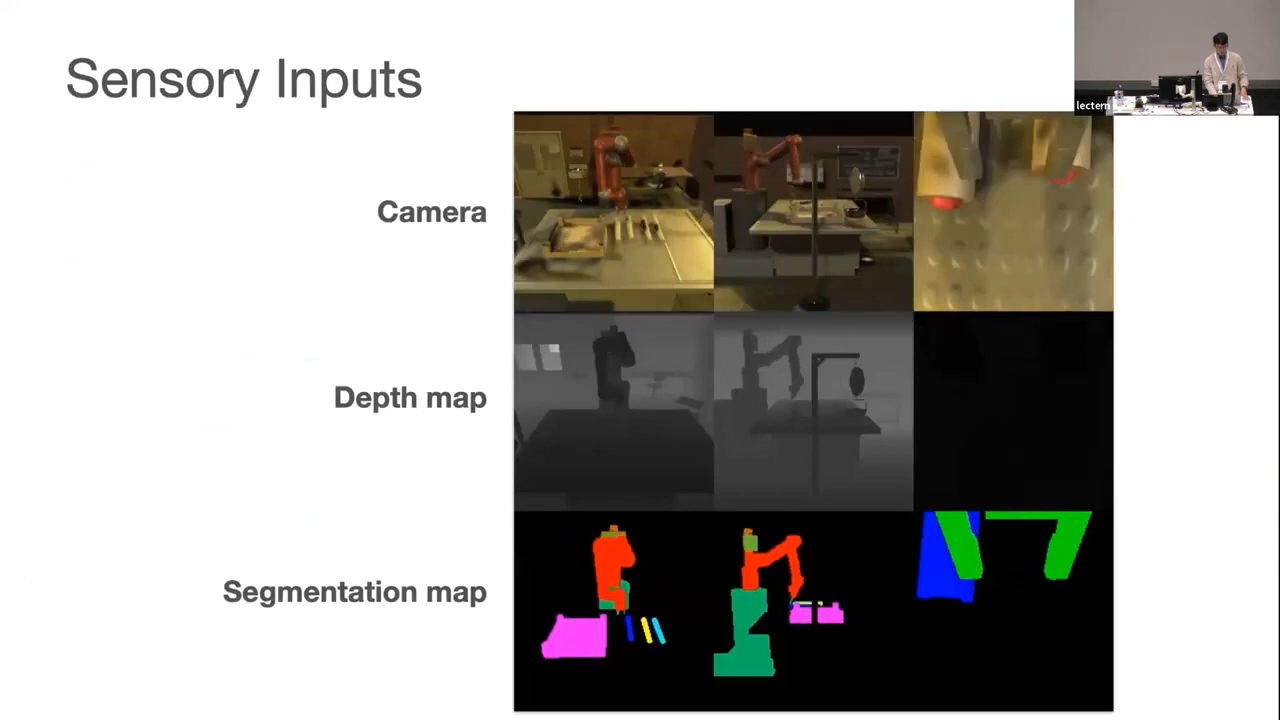 Sensory Inputs
lectern
Camera
Depth map
Segmentation map